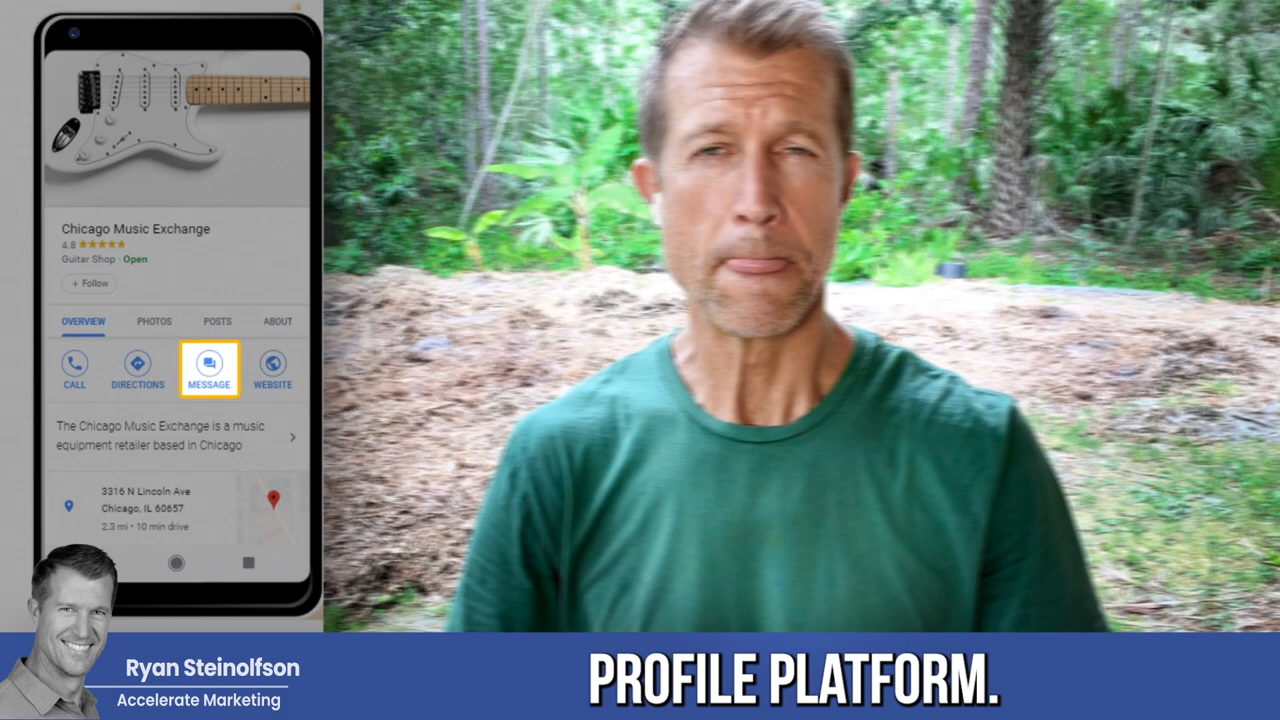 Chicago Music Exchange
4.8
Guitar Shop · Open
+ Follow
OVERVIEW PHOTOS POSTS ABOUT
CALL DIRECTIONS MESSAGE WEBSITE
The Chicago Music Exchange is a music
equipment retailer based in Chicago
3316 N Lincoln Ave
Chicago, IL 60657
2.3 mi • 10 min drive
Ryan Steinolfson
Accelerate Marketing
PROFILE PLATFORM.